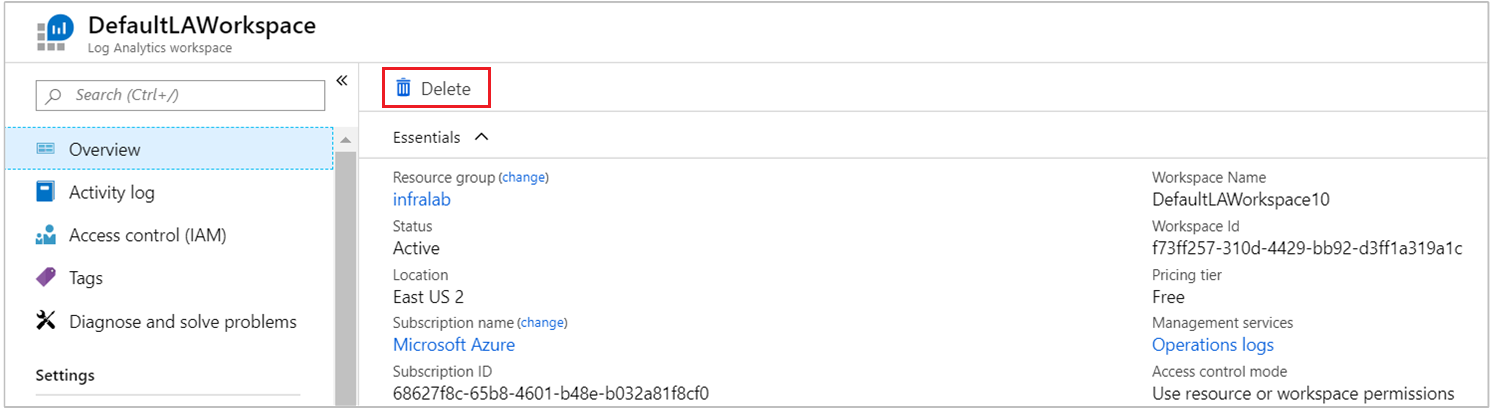 DefaultLAWorkspace
Log Analytics workspace
Search (Ctrl+/)
«
Overview
Activity log
Access control (IAM)
Tags
Diagnose and solve problems
Settings
Delete
Essentials
Resource group (change)
infralab
Status
Active
Location
East US 2
Subscription name (change)
Microsoft Azure
Subscription ID
68627f8c-65b8-4601-b48e-b032a81f8cf0
Workspace Name
DefaultLAWorkspace10
Workspace Id
f73ff257-310d-4429-bb92-d3ff1a319a1c
Pricing tier
Free
Management services
Operations logs
Access control mode
Use resource or workspace permissions